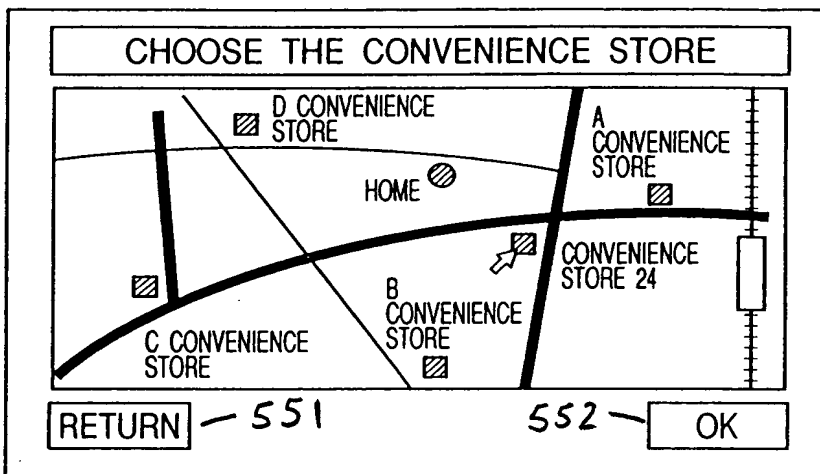 CHOOSE THE CONVENIENCE STORE
D CONVENIENCE
STORE
A
CONVENIENCE
STORE
HOME
CONVENIENCE
STORE 24
B
CONVENIENCE
STORE
C CONVENIENCE
STORE
RETURN
551
552
OK